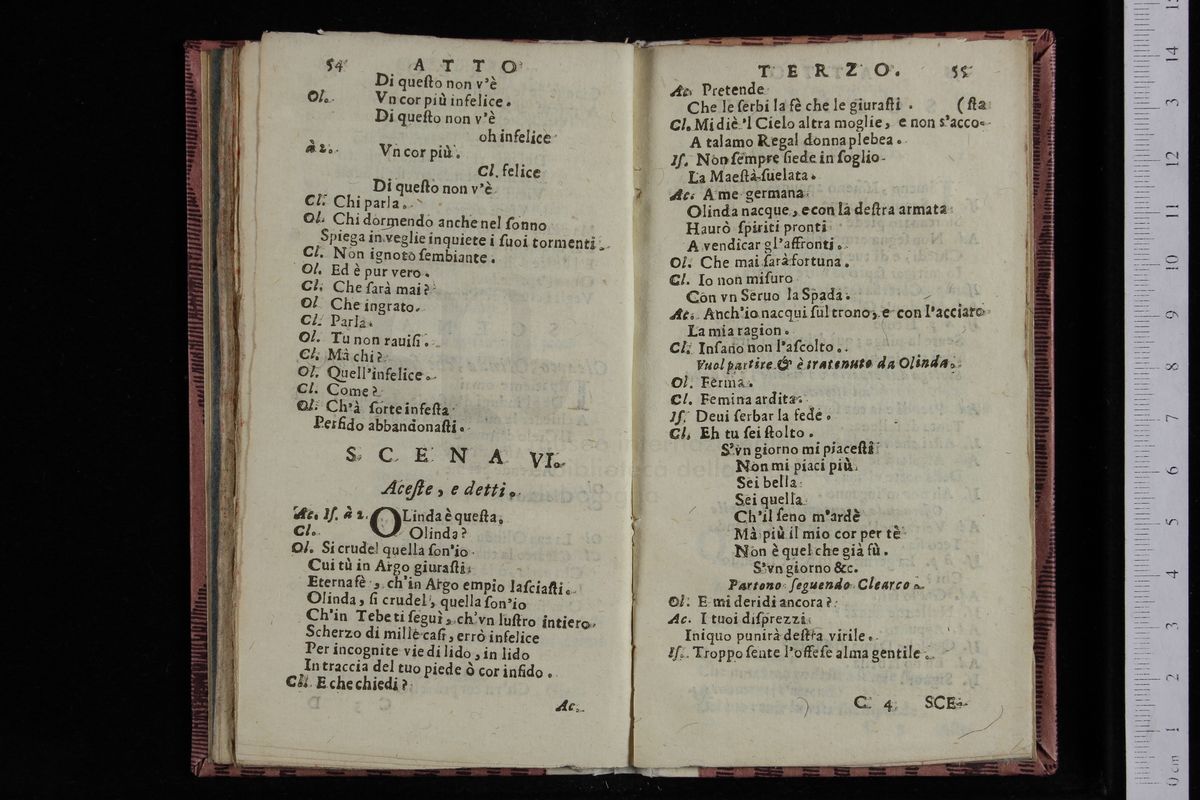 54 ATTO
Di queſto non v'è
Ol. Vn cor più infelice.
Di queſto non v'è
oh infelice
à 2. Vn cor più.
Cl. felice
Di queſto non v'è
Cl. Chi parla.
Ol. Chi dormendo anche nel ſonno
Spiega in veglie inquiete i ſuoi tormenti.
Cl. Non ignoto ſembiante.
Ol. Ed è pur vero.
Cl. Che ſarà mai?
Ol Che ingrato.
Cl. Parla.
Ol. Tu non rauiſi.
Cl. Mà chi?
Ol. Quell'infelice.
Cl. Come?
Ol. Ch'à ſorte infeſta
Perfido abbandonaſti.
SCENA VI.
Aceſte, e detti.
Ac. Iſ. à 2. OLinda è queſta.
Cl. Olinda?
Ol. Si crudel quella ſon'io
Cui tù in Argo giuraſti
Eterna fè, ch'in Argo empio laſciaſti.
Olinda, ſi crudel, quella ſon'io
Ch'in Tebe ti ſeguì, ch'vn luſtro intiero
Scherzo di mille caſi, errò infelice
Per incognite vie di lido, in lido
In traccia del tuo piede ò cor infido.
Cl. E che chiedi?
Ac.
TERZO. 55
Ac. Pretende
Che le ſerbi la fè che le giuraſti. (ſta
Cl. Mi diè 'l Cielo altra moglie, e non s'acco-
A talamo Regal donna plebea.
Iſ. Non ſempre ſiede in ſoglio
La Maeſtà ſuelata.
Ac. A me germana
Olinda nacque, e con la deſtra armata
Haurò ſpiriti pronti
A vendicar gl'affronti.
Ol. Che mai ſarà fortuna.
Cl. Io non miſuro
Con vn Seruo la Spada.
Ac. Anch'io nacqui ſul trono, e con l'acciaro
La mia ragion.
Cl. Inſano non l'aſcolto.
Vuol partire & è tratenuto da Olinda.
Ol. Ferma.
Cl. Femina ardita.
Iſ. Deui ſerbar la fede.
Cl. Eh tu ſei ſtolto.
S'vn giorno mi piaceſti
Non mi piaci più
Sei bella
Sei quella
Ch'il ſeno m'ardè
Mà più il mio cor per tè
Non è quel che già fù.
S'vn giorno &c.
Partono ſeguendo Clearco.
Ol. E mi deridi ancora?
Ac. I tuoi diſprezzi
Iniquo punirà deſtra virile.
Iſ. Troppo ſente l'offeſe alma gentile.
C 4 SCE-